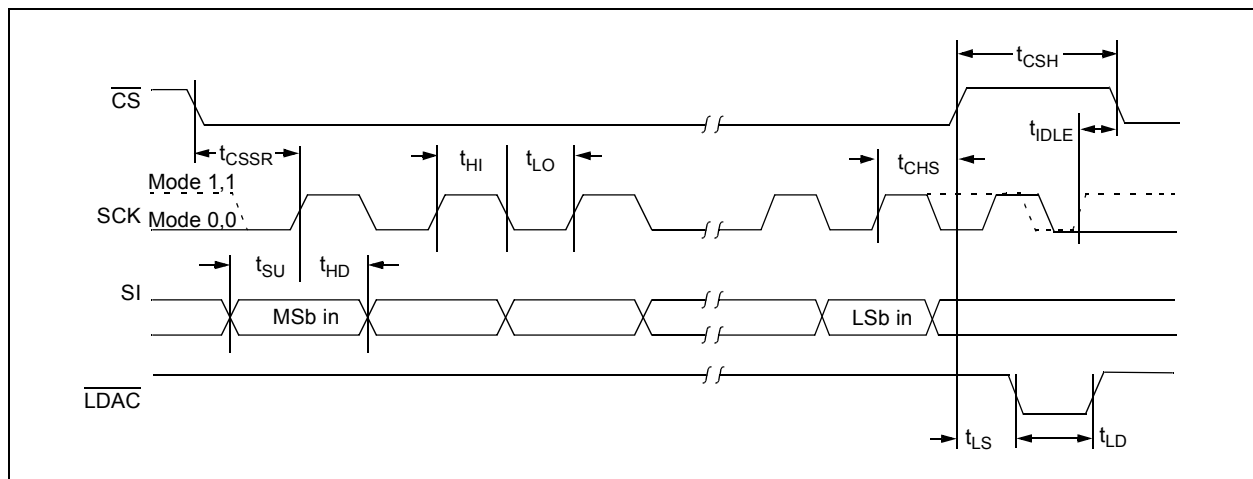 tCSH
CS
tIDLE
tCSSR
tHI
tLO
tCHS
Mode 1,1
SCK
Mode 0,0
tSU
tHD
SI
MSb in
LSb in
LDAC
tLS
tLD